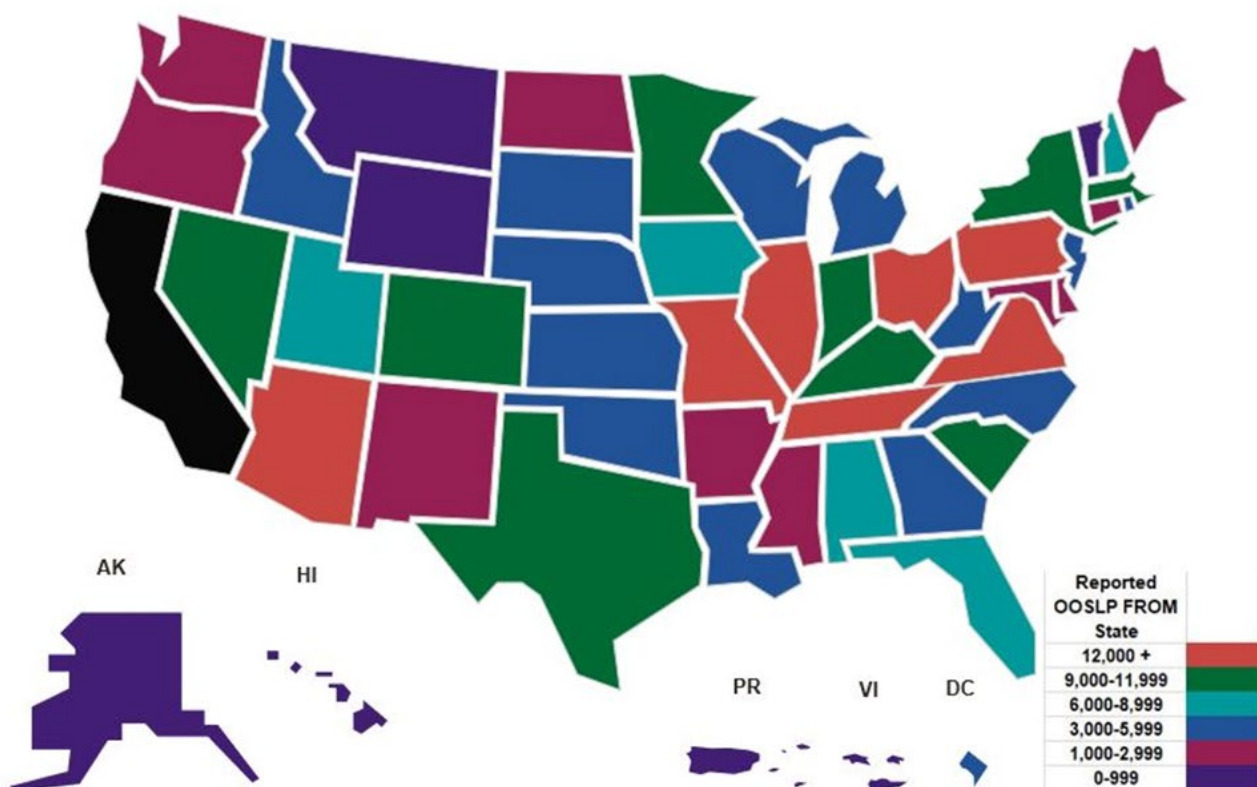 AK
HI
PR
VI
DC
Reported
OOSLP FROM
State
12,000 +
9,000-11,999
6,000-8,999
3,000-5,999
1,000-2,999
0-999